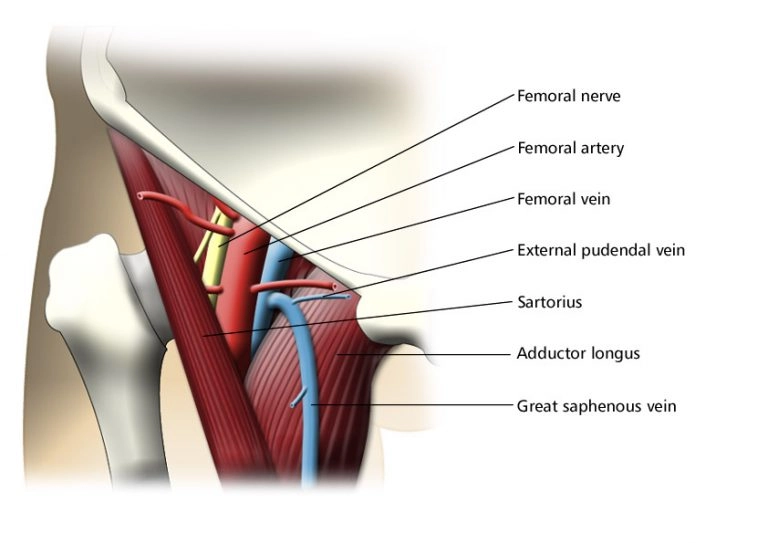 Femoral nerve
Femoral artery
Femoral vein
External pudendal vein
Sartorius
Adductor longus
Great saphenous vein